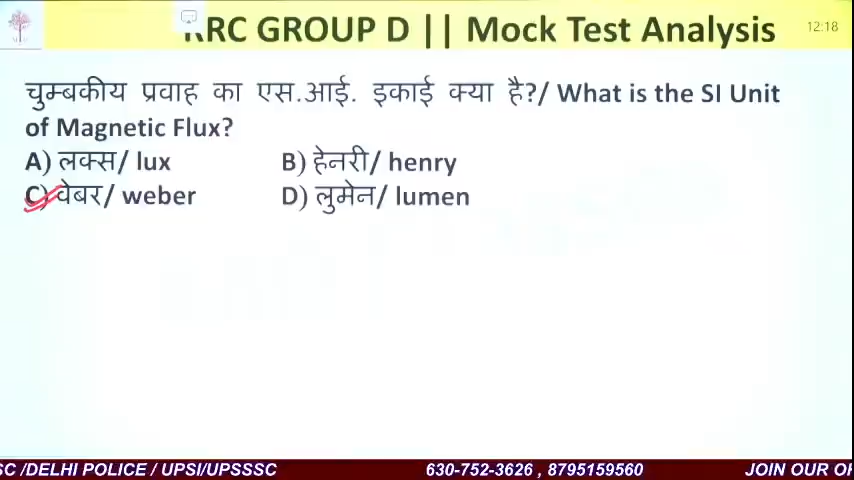 RRC GROUP D || Mock Test Analysis
12:18
चुम्बकीय प्रवाह का एस.आई. इकाई क्या है?/ What is the SI Unit
of Magnetic Flux?
A) लक्स/ lux B) हेनरी/ henry
C) वेबर/ weber D) लुमेन/ lumen
SC /DELHI POLICE / UPSI/UPSSSC 630-752-3626 , 8795159560 JOIN OUR